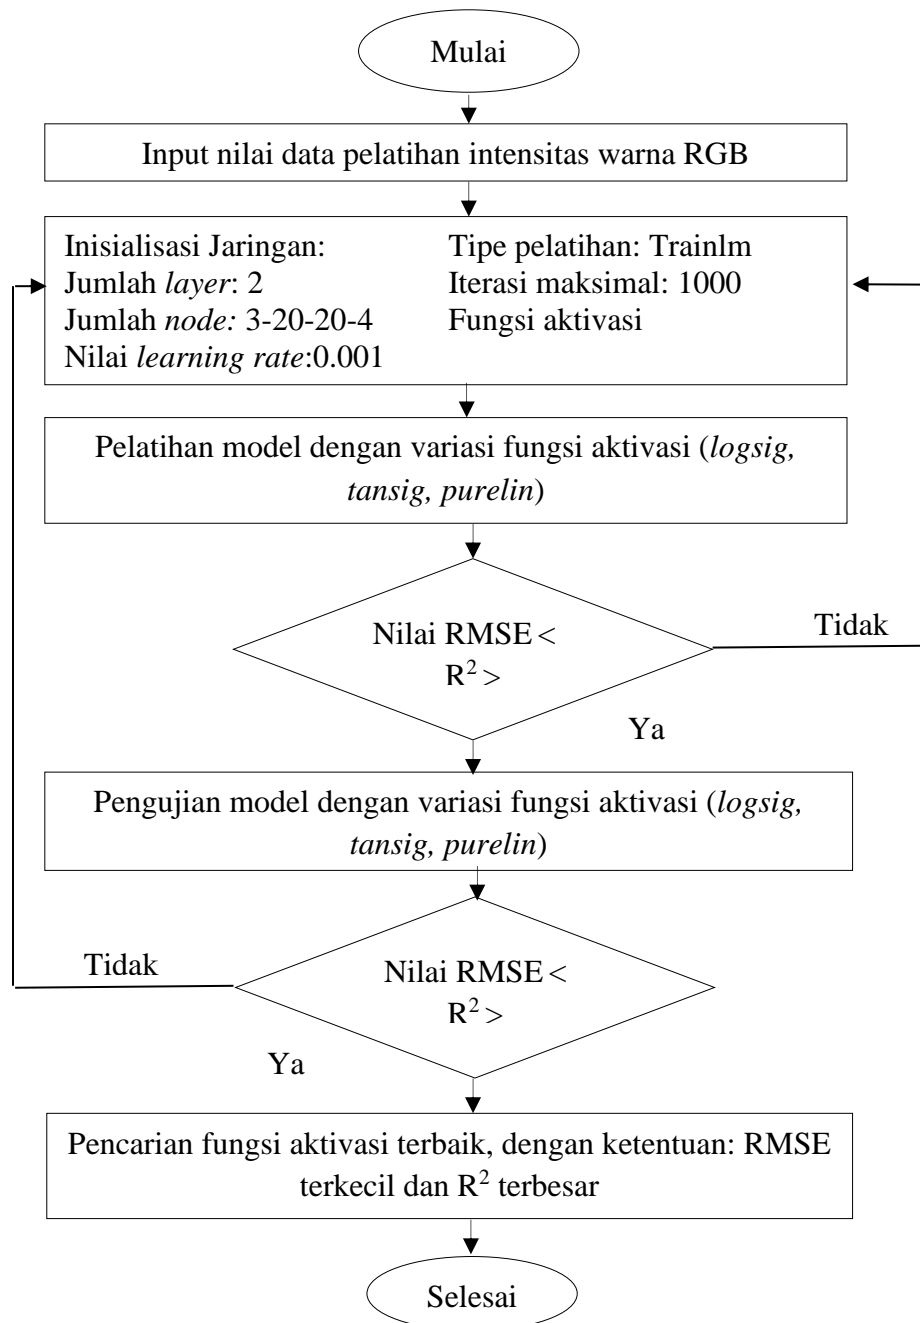 Mulai
Input nilai data pelatihan intensitas warna RGB
Inisialisasi Jaringan:
Jumlah layer: 2
Jumlah node: 3-20-20-4
Nilai learning rate:0.001
Tipe pelatihan: Trainlm
Iterasi maksimal: 1000
Fungsi aktivasi
Pelatihan model dengan variasi fungsi aktivasi (logsig,
tansig, purelin)
Nilai RMSE <
R² >
Tidak
Ya
Pengujian model dengan variasi fungsi aktivasi (logsig,
tansig, purelin)
Nilai RMSE <
R² >
Tidak
Ya
Pencarian fungsi aktivasi terbaik, dengan ketentuan: RMSE
terkecil dan R² terbesar
Selesai